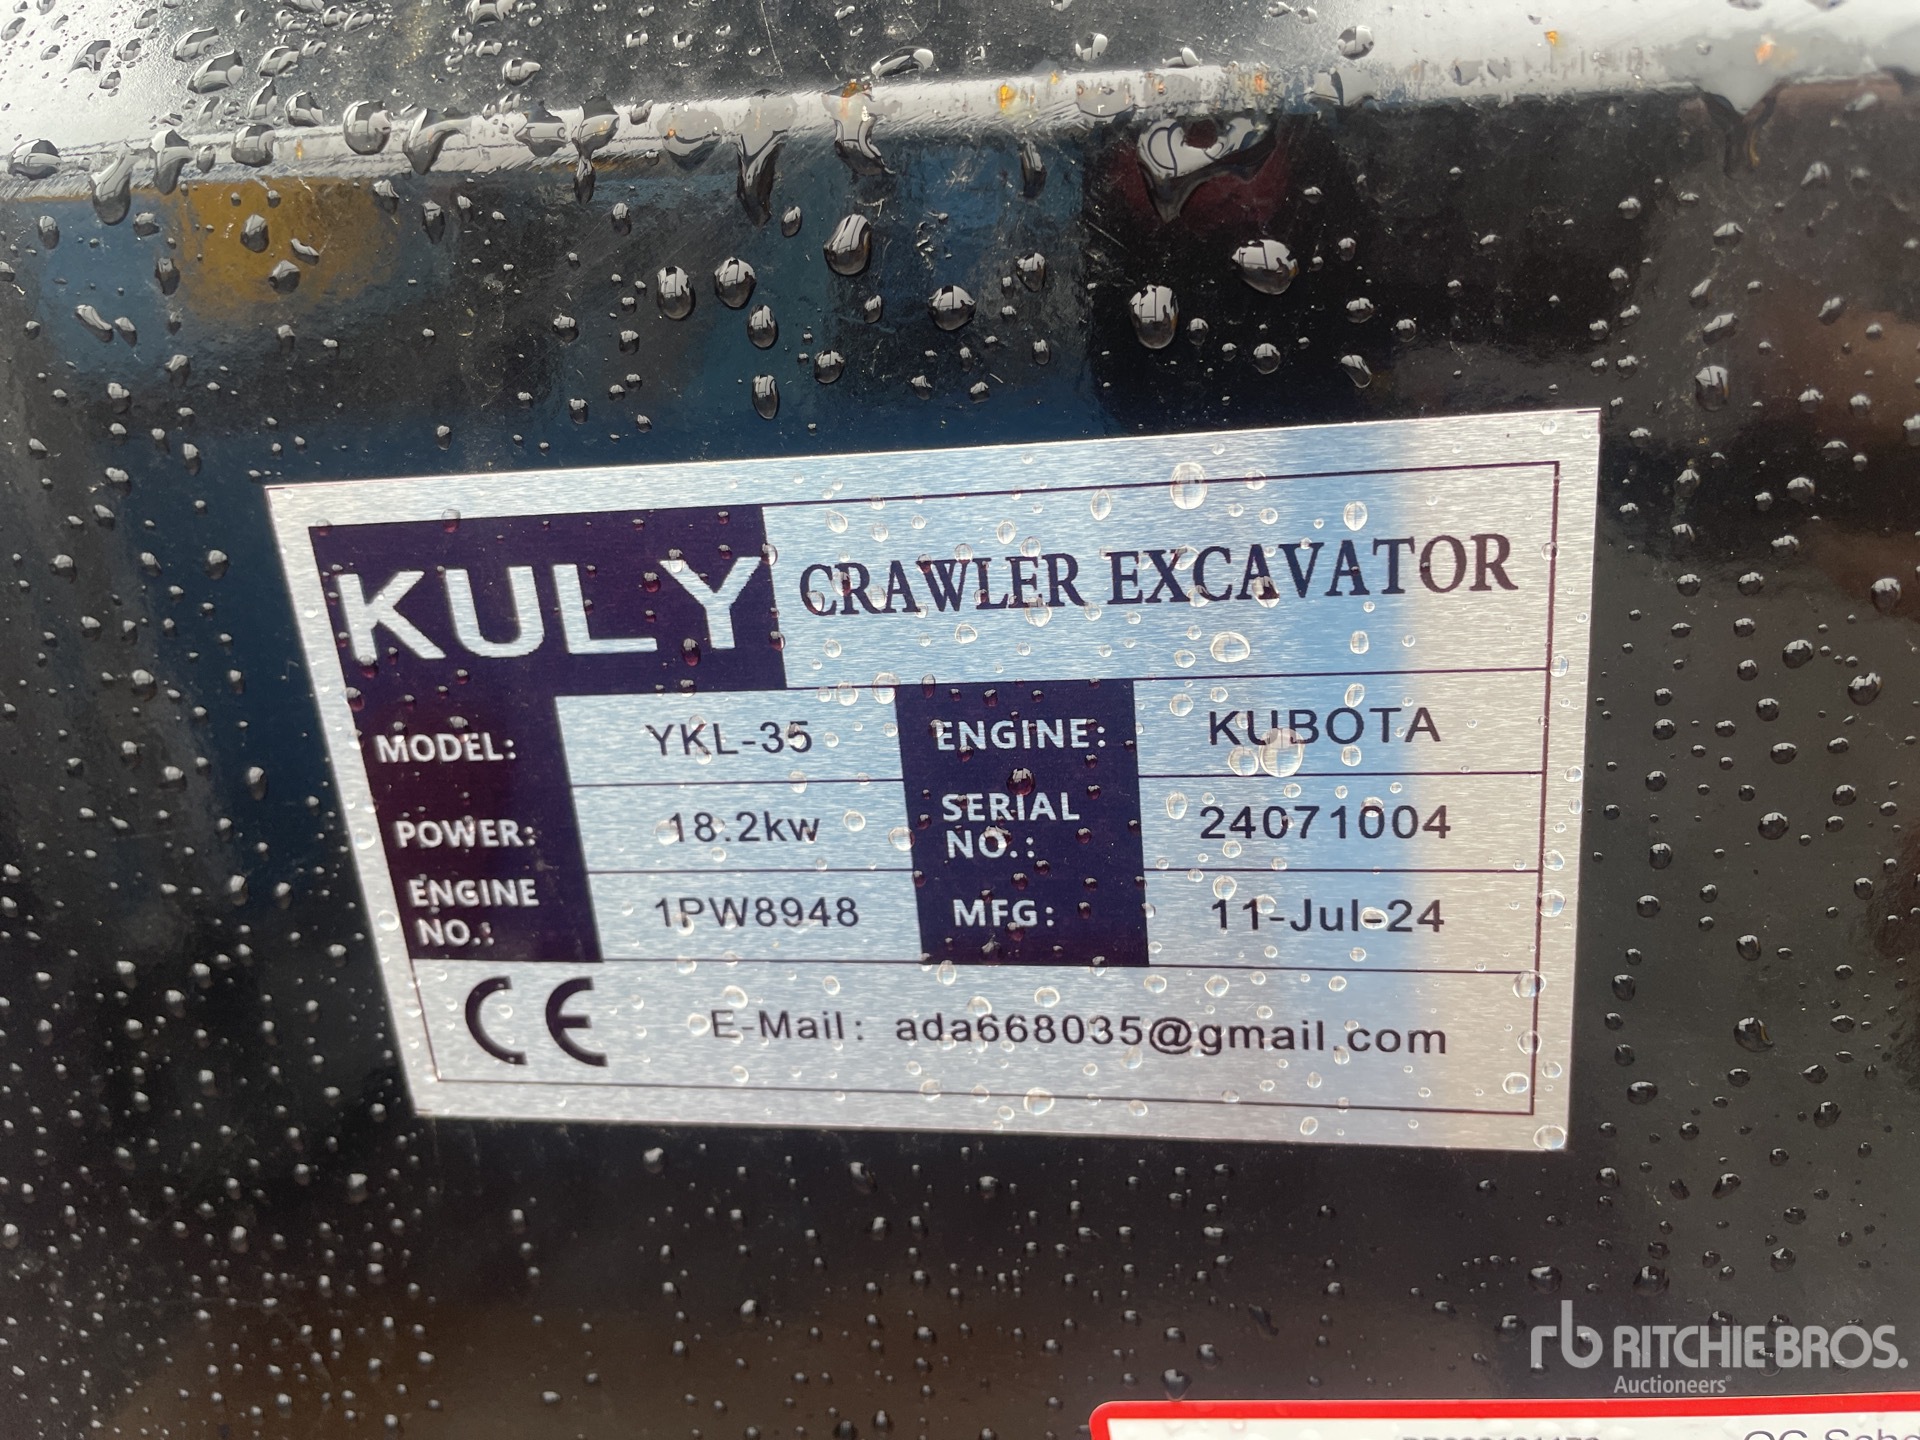 KULY CRAWLER EXCAVATOR
MODEL: YKL-35 ENGINE: KUBOTA
POWER: 18.2kw SERIAL NO.: 24071004
ENGINE NO.: 1PW8948 MFG: 11-Jul-24
CE E-Mail: ada668035@gmail.com
rb RITCHIE BROS.
Auctioneers